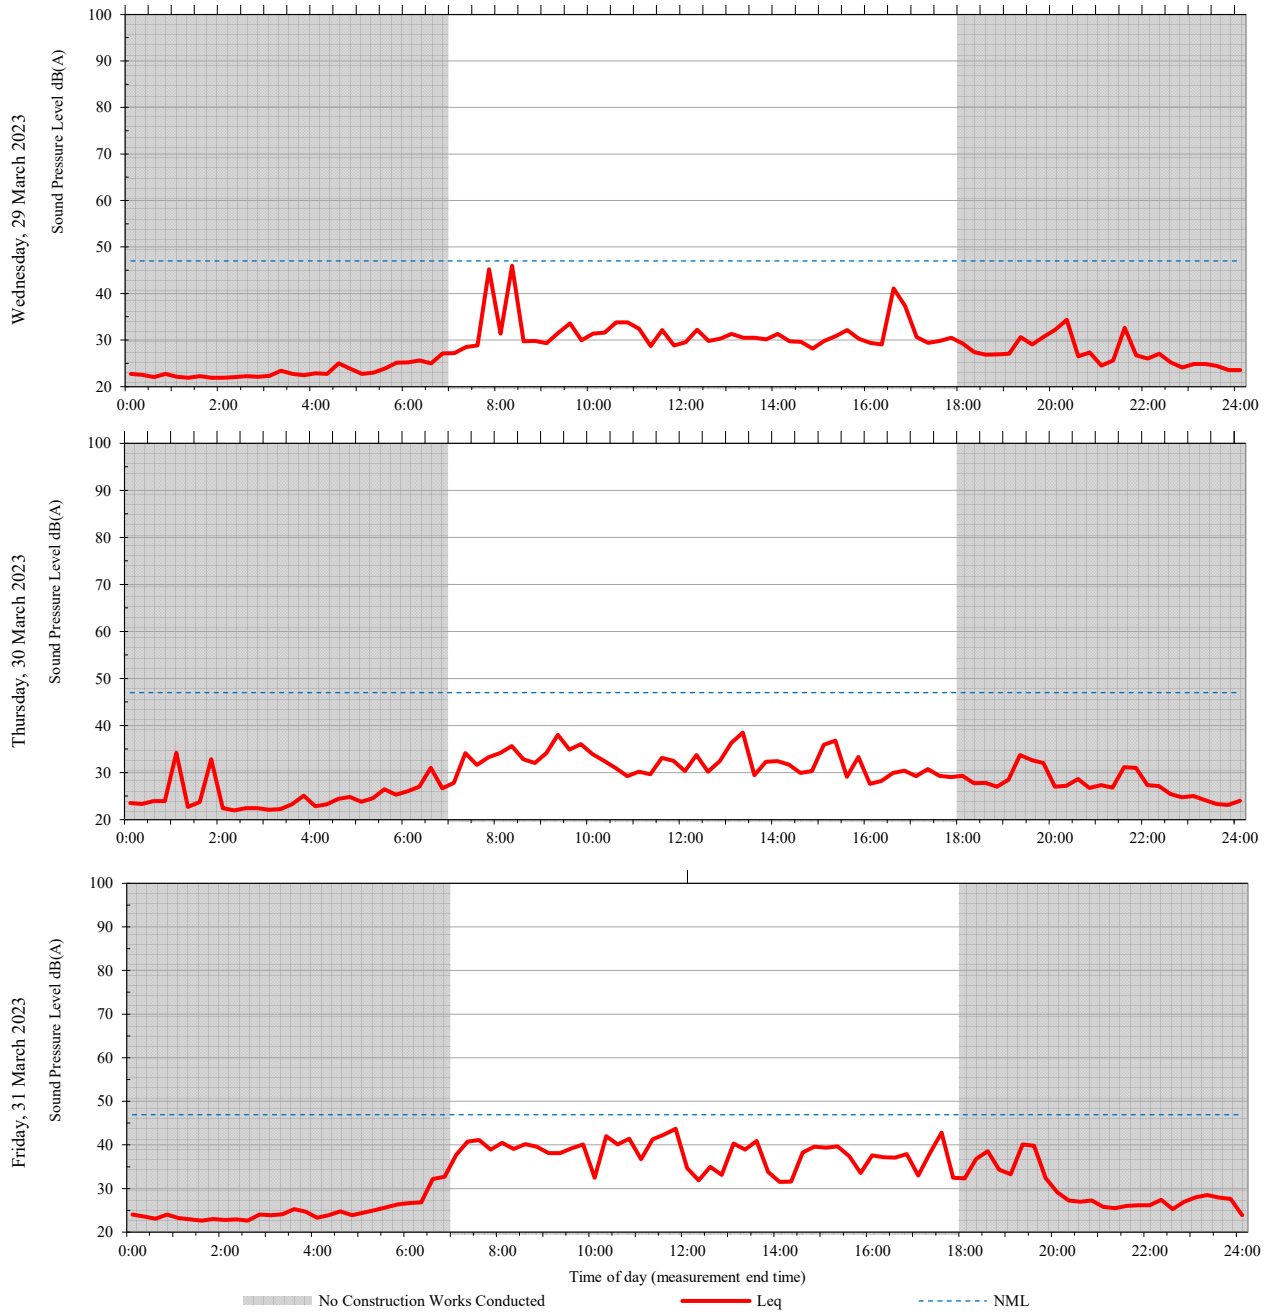 Wednesday, 29 March 2023
Sound Pressure Level dB(A)
100
90
80
70
60
50
40
30
20
0:00 2:00 4:00 6:00 8:00 10:00 12:00 14:00 16:00 18:00 20:00 22:00 24:00
Thursday, 30 March 2023
Sound Pressure Level dB(A)
100
90
80
70
60
50
40
30
20
0:00 2:00 4:00 6:00 8:00 10:00 12:00 14:00 16:00 18:00 20:00 22:00 24:00
Friday, 31 March 2023
Sound Pressure Level dB(A)
100
90
80
70
60
50
40
30
20
0:00 2:00 4:00 6:00 8:00 10:00 12:00 14:00 16:00 18:00 20:00 22:00 24:00
Time of day (measurement end time)
No Construction Works Conducted Leq NML